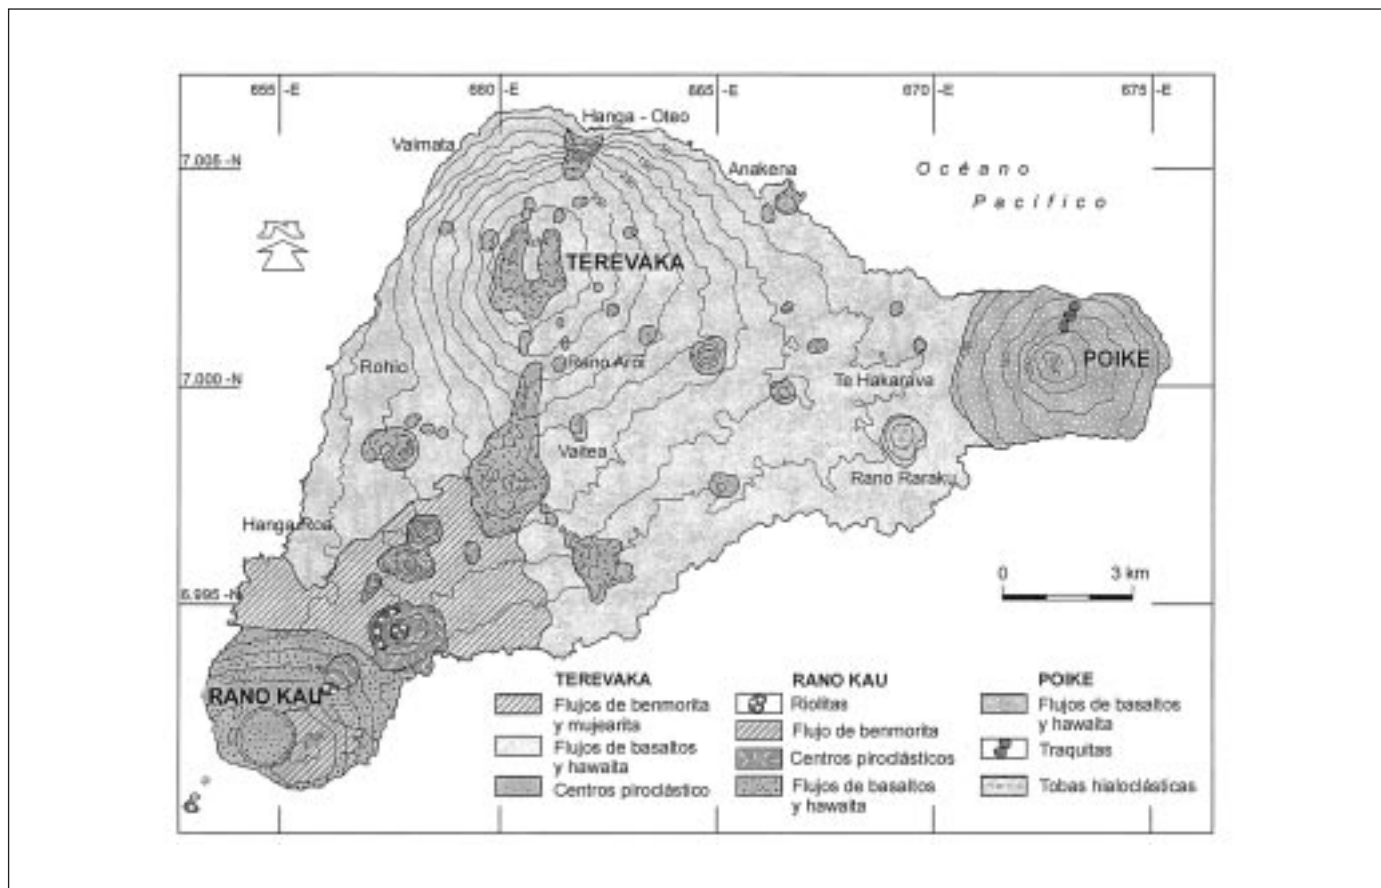 655 -E
660 -E
665 -E
670 -E
675 -E
Hanga - Oteo
Vaimata
7.005 -N
Anakena
Océano
Pacífico
TEREVAKA
POIKE
Rohio
Rano Aroi
7.000 -N
Te Hakarava
Vaitea
Rano Raraku
Hanga Roa
0 3 km
6.995 -N
RANO KAU
TEREVAKA
Flujos de benmorita
y mujearita
Flujos de basaltos
y hawaita
Centros piroclástico
RANO KAU
Riolitas
Flujo de benmorita
Centros piroclásticos
Flujos de basaltos
y hawaita
POIKE
Flujos de basaltos
y hawaita
Traquitas
Tobas hialoclásticas